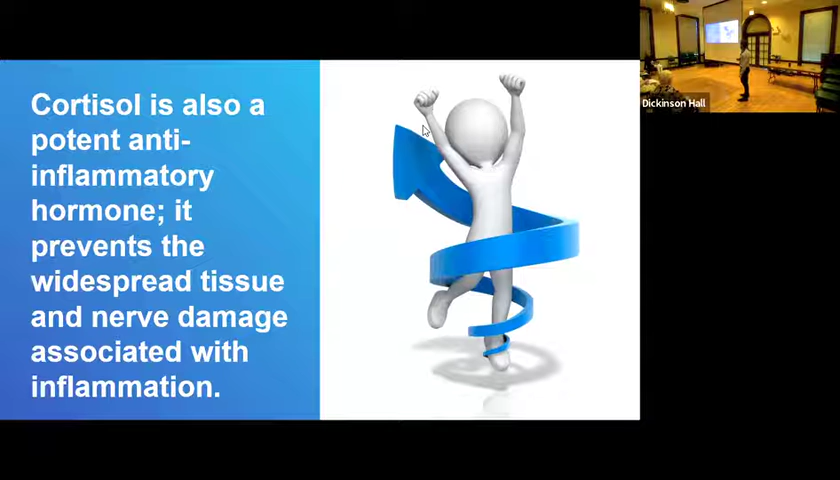 Cortisol is also a
potent anti-
inflammatory
hormone; it
prevents the
widespread tissue
and nerve damage
associated with
inflammation.
Dickinson Hall